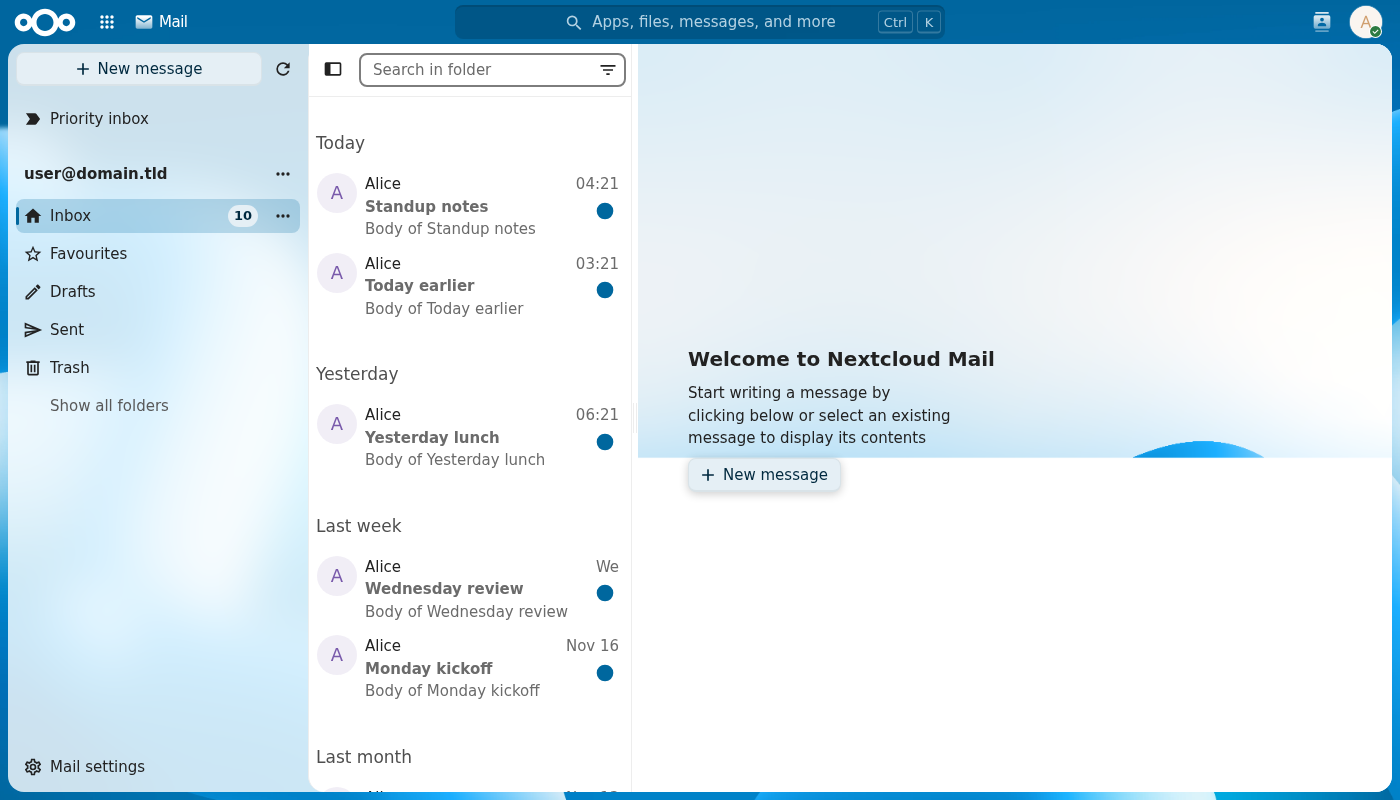 Mail
Apps, files, messages, and more
Ctrl
K
A
New message
Priority inbox
user@domain.tld
Inbox
10
Favourites
Drafts
Sent
Trash
Show all folders
Mail settings
Search in folder
Today
A
Alice
04:21
Standup notes
Body of Standup notes
A
Alice
03:21
Today earlier
Body of Today earlier
Yesterday
A
Alice
06:21
Yesterday lunch
Body of Yesterday lunch
Last week
A
Alice
We
Wednesday review
Body of Wednesday review
A
Alice
Nov 16
Monday kickoff
Body of Monday kickoff
Last month
Welcome to Nextcloud Mail
Start writing a message by
clicking below or select an existing
message to display its contents
New message